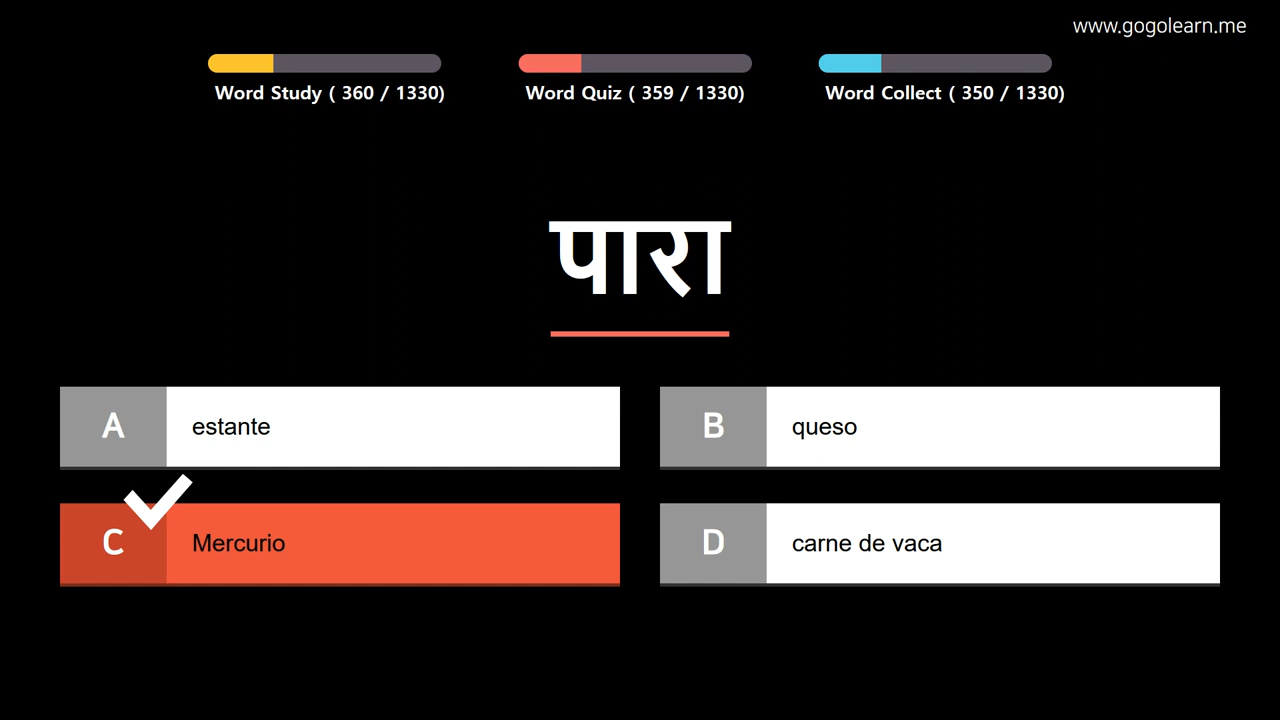 www.gogolearn.me
Word Study ( 360 / 1330)
Word Quiz ( 359 / 1330)
Word Collect ( 350 / 1330)
पारा
A estante
B queso
C Mercurio
D carne de vaca